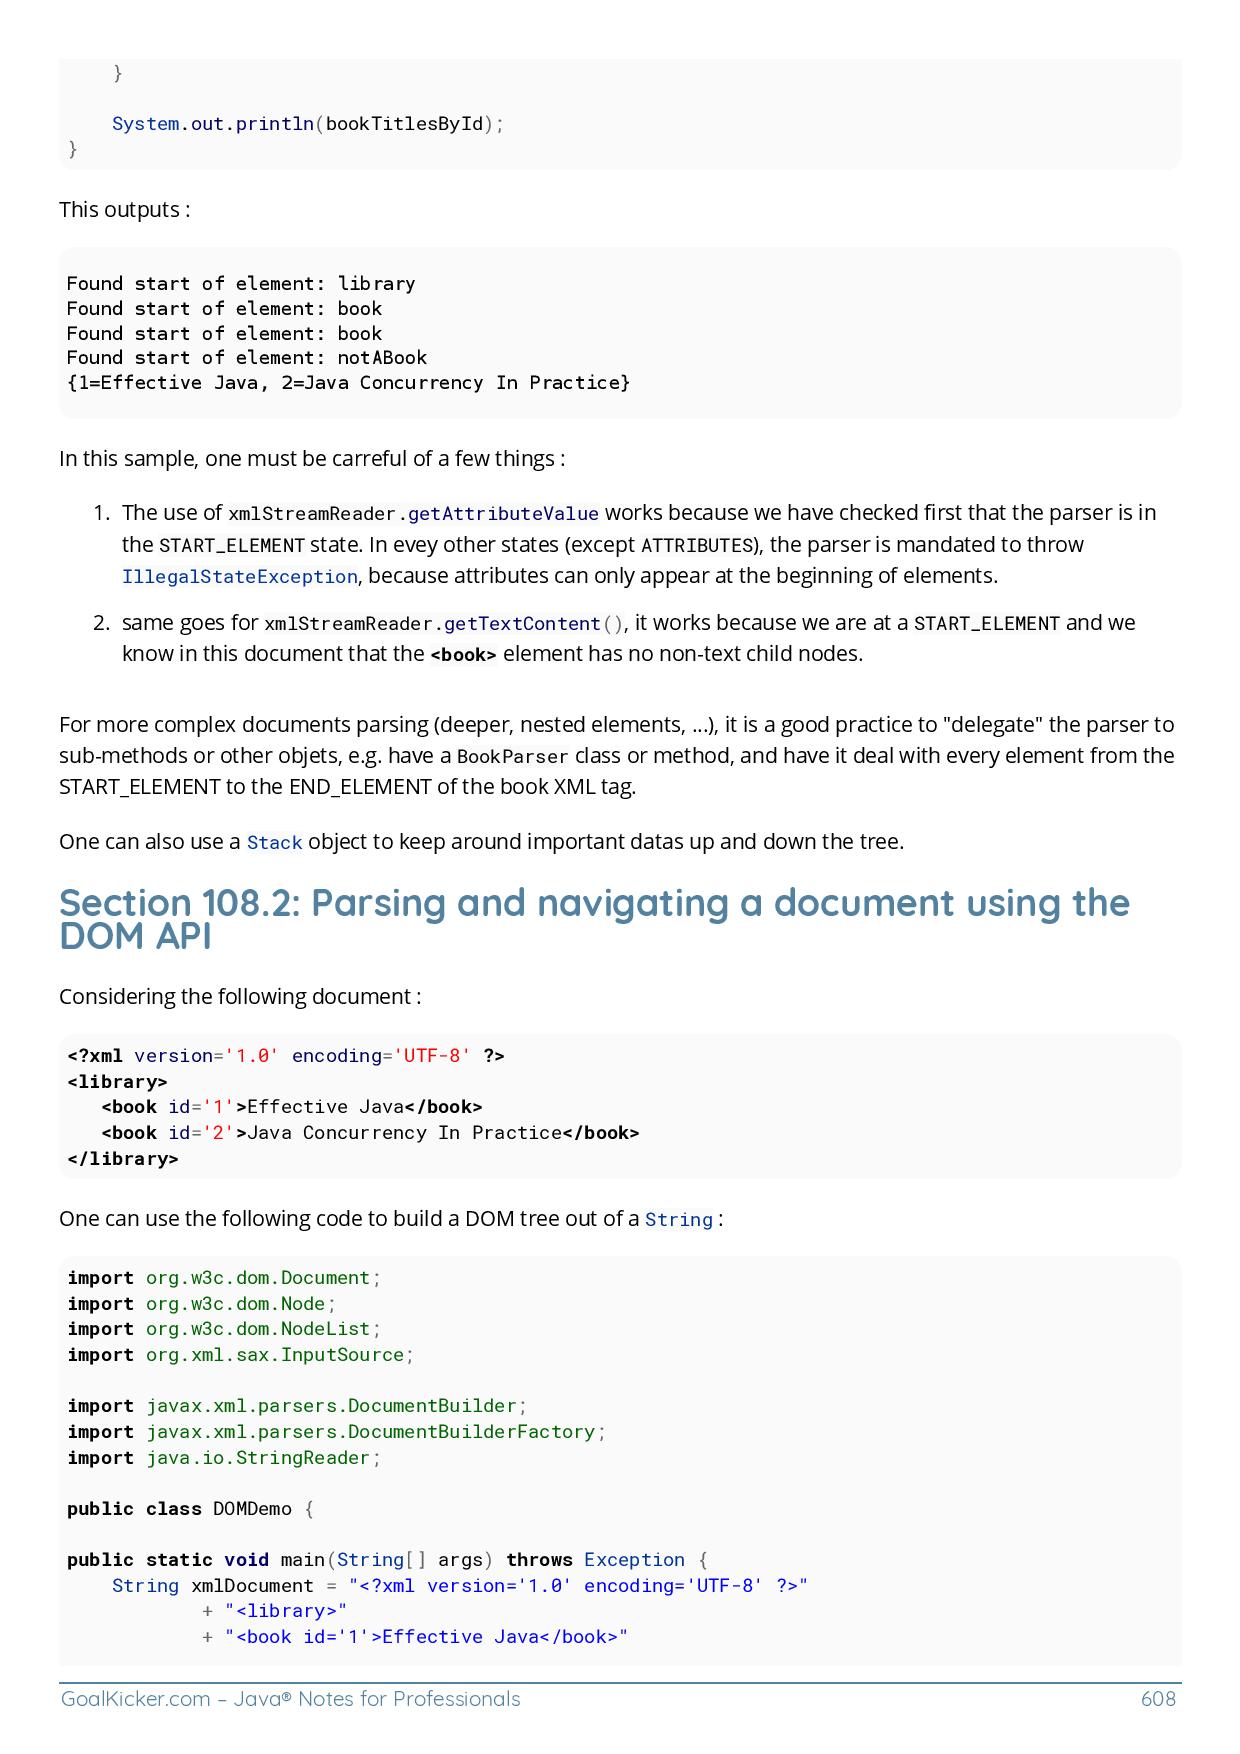 }

    System.out.println(bookTitlesById);
}
This outputs :
Found start of element: library
Found start of element: book
Found start of element: book
Found start of element: notABook
{1=Effective Java, 2=Java Concurrency In Practice}
In this sample, one must be carreful of a few things :
1. The use of xmlStreamReader.getAttributeValue works because we have checked first that the parser is in
the START_ELEMENT state. In evey other states (except ATTRIBUTES), the parser is mandated to throw
IllegalStateException, because attributes can only appear at the beginning of elements.
2. same goes for xmlStreamReader.getTextContent(), it works because we are at a START_ELEMENT and we
know in this document that the <book> element has no non-text child nodes.
For more complex documents parsing (deeper, nested elements, ...), it is a good practice to "delegate" the parser to
sub-methods or other objets, e.g. have a BookParser class or method, and have it deal with every element from the
START_ELEMENT to the END_ELEMENT of the book XML tag.
One can also use a Stack object to keep around important datas up and down the tree.
Section 108.2: Parsing and navigating a document using the
DOM API
Considering the following document :
<?xml version='1.0' encoding='UTF-8' ?>
<library>
   <book id='1'>Effective Java</book>
   <book id='2'>Java Concurrency In Practice</book>
</library>
One can use the following code to build a DOM tree out of a String :
import org.w3c.dom.Document;
import org.w3c.dom.Node;
import org.w3c.dom.NodeList;
import org.xml.sax.InputSource;

import javax.xml.parsers.DocumentBuilder;
import javax.xml.parsers.DocumentBuilderFactory;
import java.io.StringReader;

public class DOMDemo {

public static void main(String[] args) throws Exception {
    String xmlDocument = "<?xml version='1.0' encoding='UTF-8' ?>"
            + "<library>"
            + "<book id='1'>Effective Java</book>"
GoalKicker.com – Java® Notes for Professionals 608